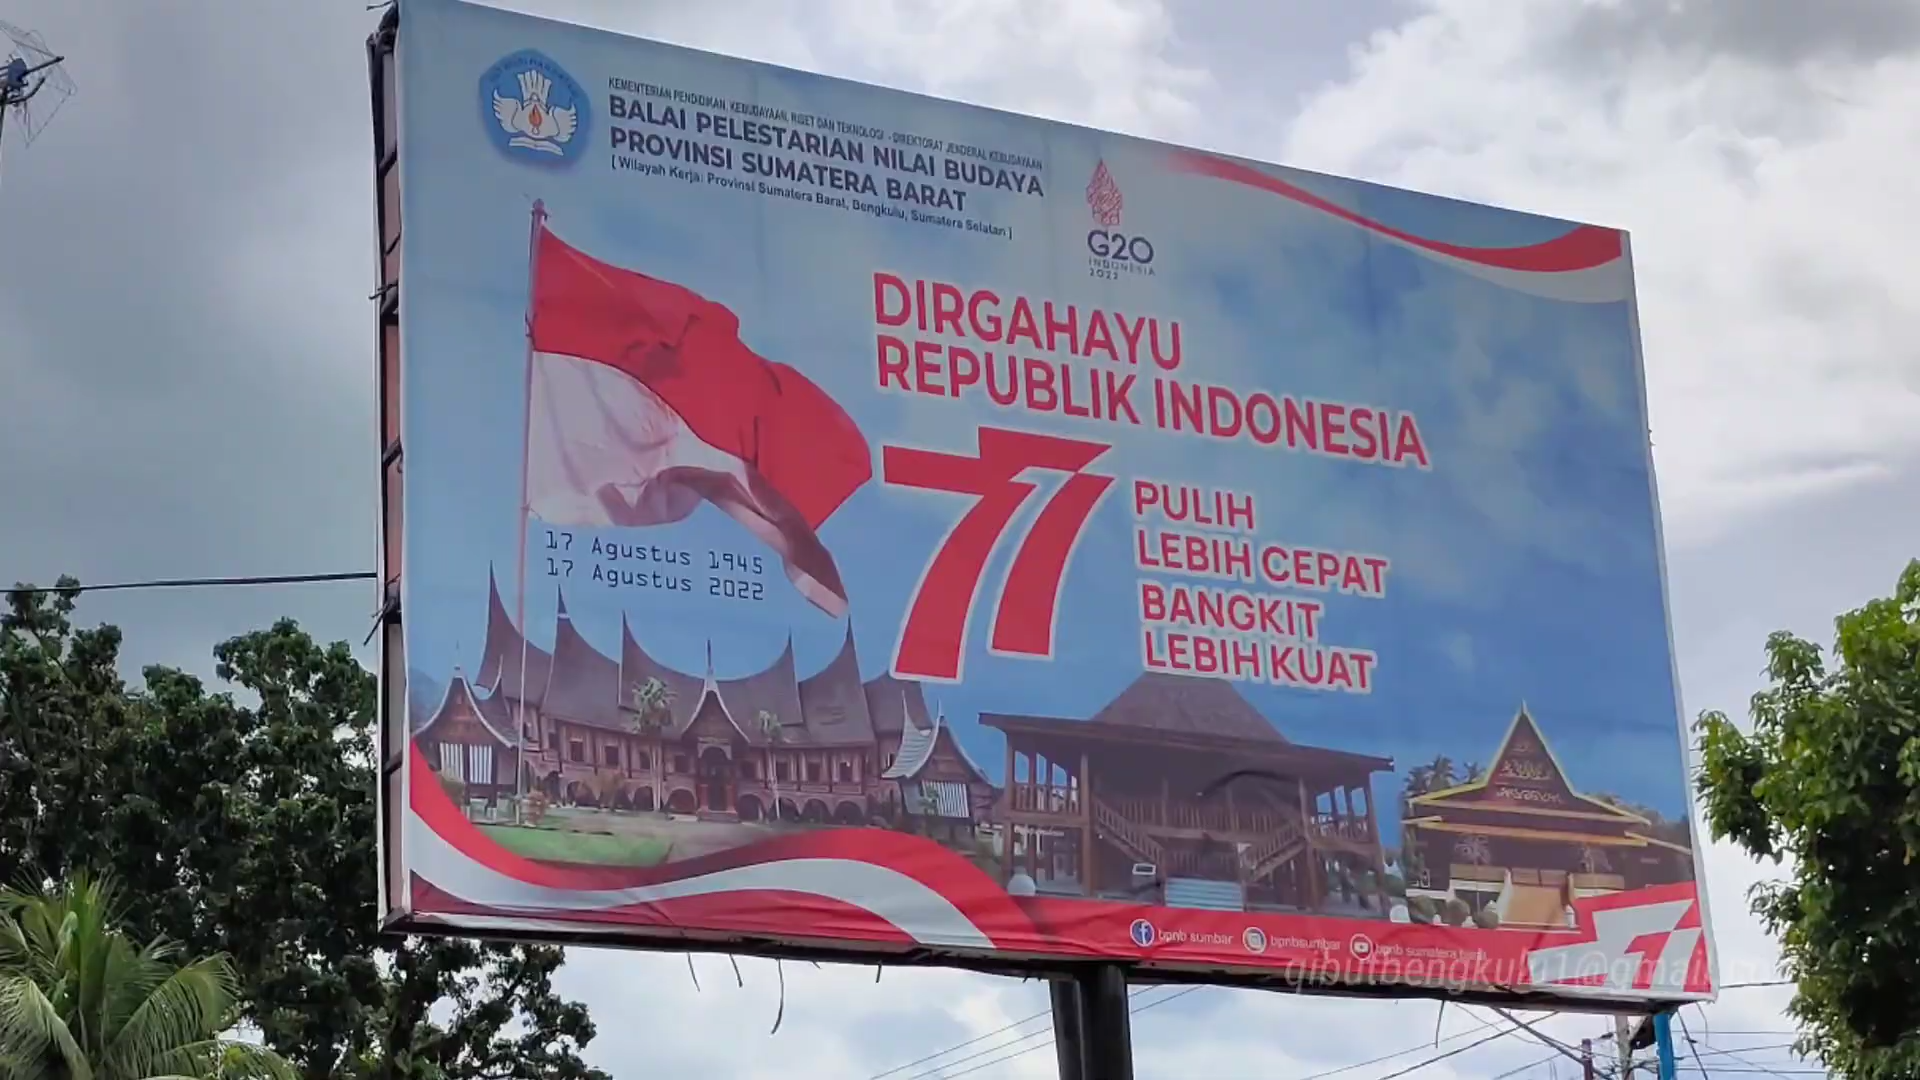 KEMENTERIAN PENDIDIKAN, KEBUDAYAAN, RISET DAN TEKNOLOGI - DIREKTORAT JENDERAL KEBUDAYAAN
BALAI PELESTARIAN NILAI BUDAYA
PROVINSI SUMATERA BARAT
[ Wilayah Kerja: Provinsi Sumatera Barat, Bengkulu, Sumatera Selatan ]
G20
INDONESIA
2022
DIRGAHAYU
REPUBLIK INDONESIA
77
PULIH
LEBIH CEPAT
BANGKIT
LEBIH KUAT
17 Agustus 1945
17 Agustus 2022
bpnb sumbar
bpnbsumbar
bpnb sumatera barat
77